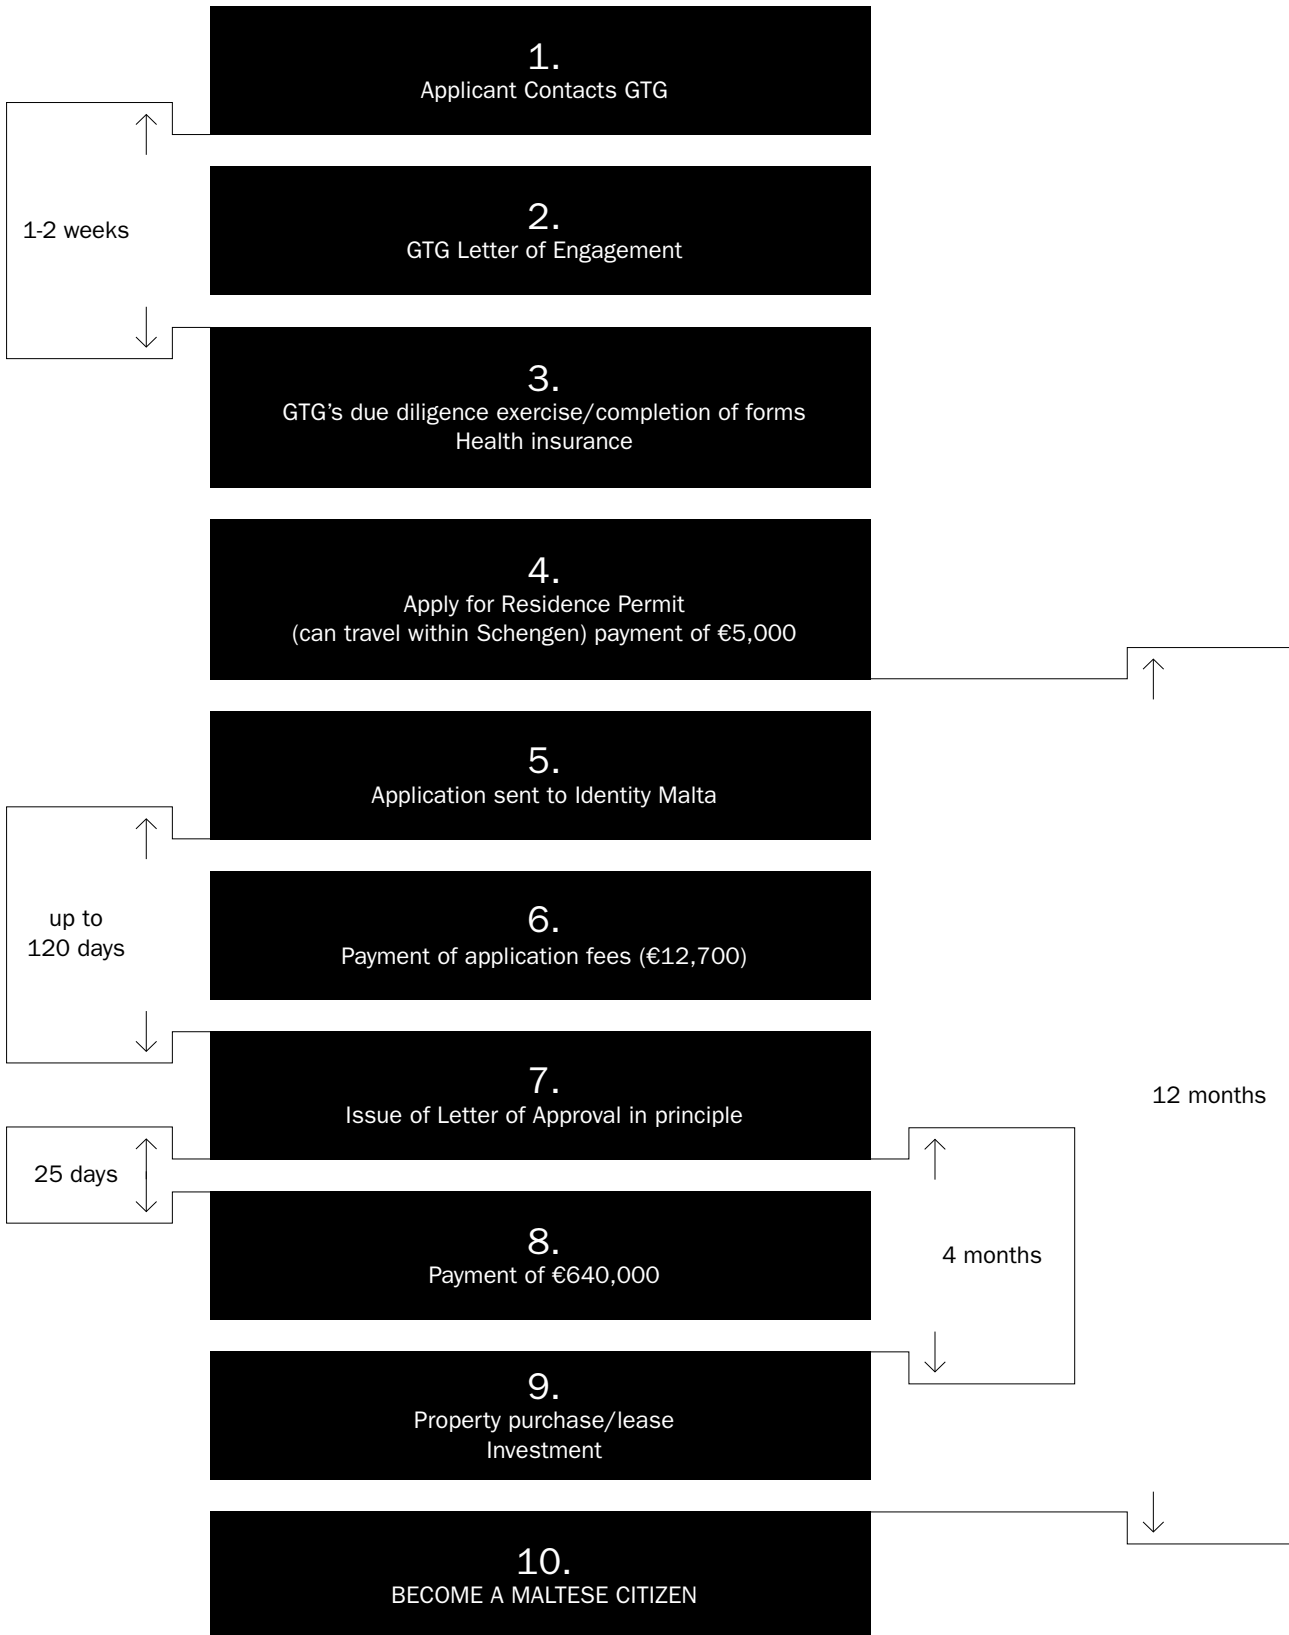 1.
Applicant Contacts GTG
1-2 weeks
2.
GTG Letter of Engagement
3.
GTG’s due diligence exercise/completion of forms
Health insurance
4.
Apply for Residence Permit
(can travel within Schengen) payment of €5,000
5.
Application sent to Identity Malta
up to
120 days
6.
Payment of application fees (€12,700)
7.
Issue of Letter of Approval in principle
12 months
25 days
8.
Payment of €640,000
4 months
9.
Property purchase/lease
Investment
10.
BECOME A MALTESE CITIZEN